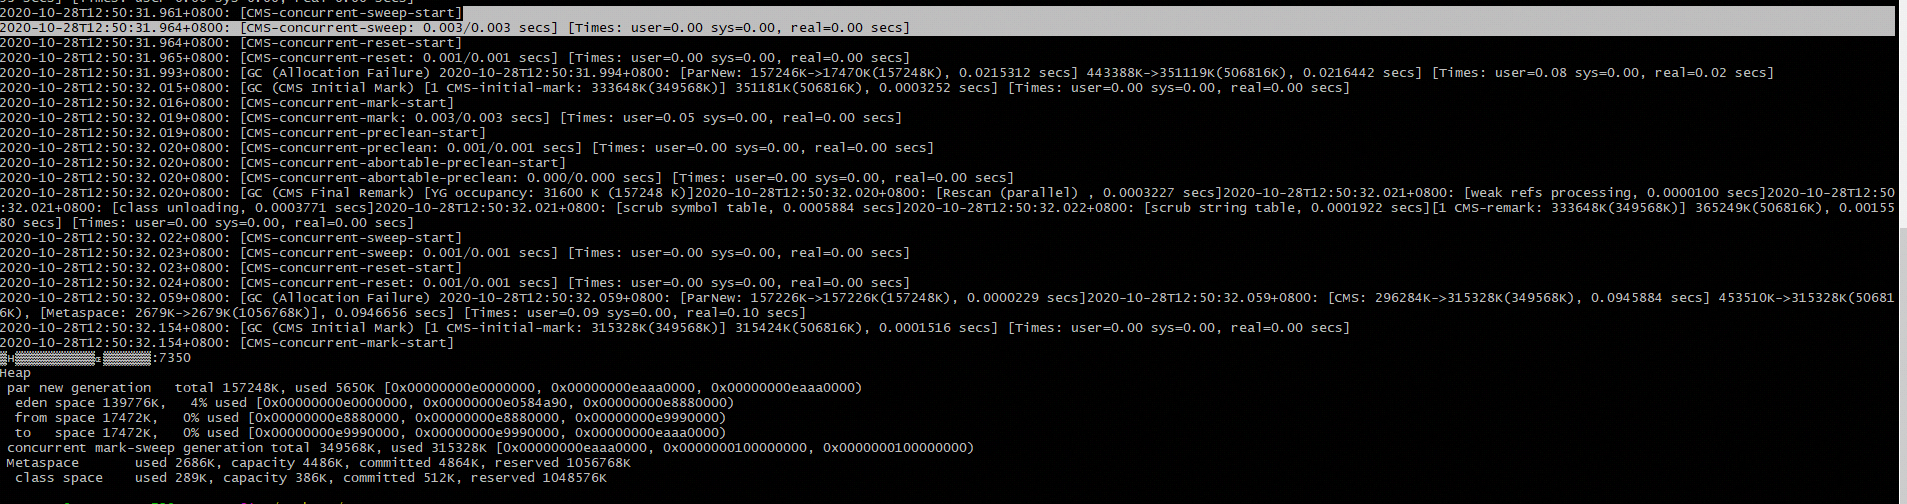 2020-10-28T12:50:31.961+0800: [CMS-concurrent-sweep-start]
2020-10-28T12:50:31.964+0800: [CMS-concurrent-sweep: 0.003/0.003 secs] [Times: user=0.00 sys=0.00, real=0.00 secs]
2020-10-28T12:50:31.964+0800: [CMS-concurrent-reset-start]
2020-10-28T12:50:31.965+0800: [CMS-concurrent-reset: 0.001/0.001 secs] [Times: user=0.00 sys=0.00, real=0.00 secs]
2020-10-28T12:50:31.993+0800: [GC (Allocation Failure) 2020-10-28T12:50:31.994+0800: [ParNew: 157246K->17470K(157248K), 0.0215312 secs] 443388K->351119K(506816K), 0.0216442 secs] [Times: user=0.08 sys=0.00, real=0.02 secs]
2020-10-28T12:50:32.015+0800: [GC (CMS Initial Mark) [1 CMS-initial-mark: 333648K(349568K)] 351181K(506816K), 0.0003252 secs] [Times: user=0.00 sys=0.00, real=0.00 secs]
2020-10-28T12:50:32.016+0800: [CMS-concurrent-mark-start]
2020-10-28T12:50:32.019+0800: [CMS-concurrent-mark: 0.003/0.003 secs] [Times: user=0.05 sys=0.00, real=0.00 secs]
2020-10-28T12:50:32.019+0800: [CMS-concurrent-preclean-start]
2020-10-28T12:50:32.020+0800: [CMS-concurrent-preclean: 0.001/0.001 secs] [Times: user=0.00 sys=0.00, real=0.00 secs]
2020-10-28T12:50:32.020+0800: [CMS-concurrent-abortable-preclean-start]
2020-10-28T12:50:32.020+0800: [CMS-concurrent-abortable-preclean: 0.000/0.000 secs] [Times: user=0.00 sys=0.00, real=0.00 secs]
2020-10-28T12:50:32.020+0800: [GC (CMS Final Remark) [YG occupancy: 31600 K (157248 K)]2020-10-28T12:50:32.020+0800: [Rescan (parallel) , 0.0003227 secs]2020-10-28T12:50:32.021+0800: [weak refs processing, 0.0000100 secs]2020-10-28T12:50
:32.021+0800: [class unloading, 0.0003771 secs]2020-10-28T12:50:32.021+0800: [scrub symbol table, 0.0005884 secs]2020-10-28T12:50:32.022+0800: [scrub string table, 0.0001922 secs][1 CMS-remark: 333648K(349568K)] 365249K(506816K), 0.00155
80 secs] [Times: user=0.00 sys=0.00, real=0.00 secs]
2020-10-28T12:50:32.022+0800: [CMS-concurrent-sweep-start]
2020-10-28T12:50:32.023+0800: [CMS-concurrent-sweep: 0.001/0.001 secs] [Times: user=0.00 sys=0.00, real=0.00 secs]
2020-10-28T12:50:32.023+0800: [CMS-concurrent-reset-start]
2020-10-28T12:50:32.024+0800: [CMS-concurrent-reset: 0.001/0.001 secs] [Times: user=0.00 sys=0.00, real=0.00 secs]
2020-10-28T12:50:32.059+0800: [GC (Allocation Failure) 2020-10-28T12:50:32.059+0800: [ParNew: 157226K->157226K(157248K), 0.0000229 secs]2020-10-28T12:50:32.059+0800: [CMS: 296284K->315328K(349568K), 0.0945884 secs] 453510K->315328K(50681
6K), [Metaspace: 2679K->2679K(1056768K)], 0.0946656 secs] [Times: user=0.09 sys=0.00, real=0.10 secs]
2020-10-28T12:50:32.154+0800: [GC (CMS Initial Mark) [1 CMS-initial-mark: 315328K(349568K)] 315424K(506816K), 0.0001516 secs] [Times: user=0.00 sys=0.00, real=0.00 secs]
2020-10-28T12:50:32.154+0800: [CMS-concurrent-mark-start]
:7350
Heap
par new generation total 157248K, used 5650K [0x00000000e0000000, 0x00000000eaaa0000, 0x00000000eaaa0000)
eden space 139776K, 4% used [0x00000000e0000000, 0x00000000e0584a90, 0x00000000e8880000)
from space 17472K, 0% used [0x00000000e8880000, 0x00000000e8880000, 0x00000000e9990000)
to space 17472K, 0% used [0x00000000e9990000, 0x00000000e9990000, 0x00000000eaaa0000)
concurrent mark-sweep generation total 349568K, used 315328K [0x00000000eaaa0000, 0x0000000100000000, 0x0000000100000000)
Metaspace used 2686K, capacity 4486K, committed 4864K, reserved 1056768K
class space used 289K, capacity 386K, committed 512K, reserved 1048576K